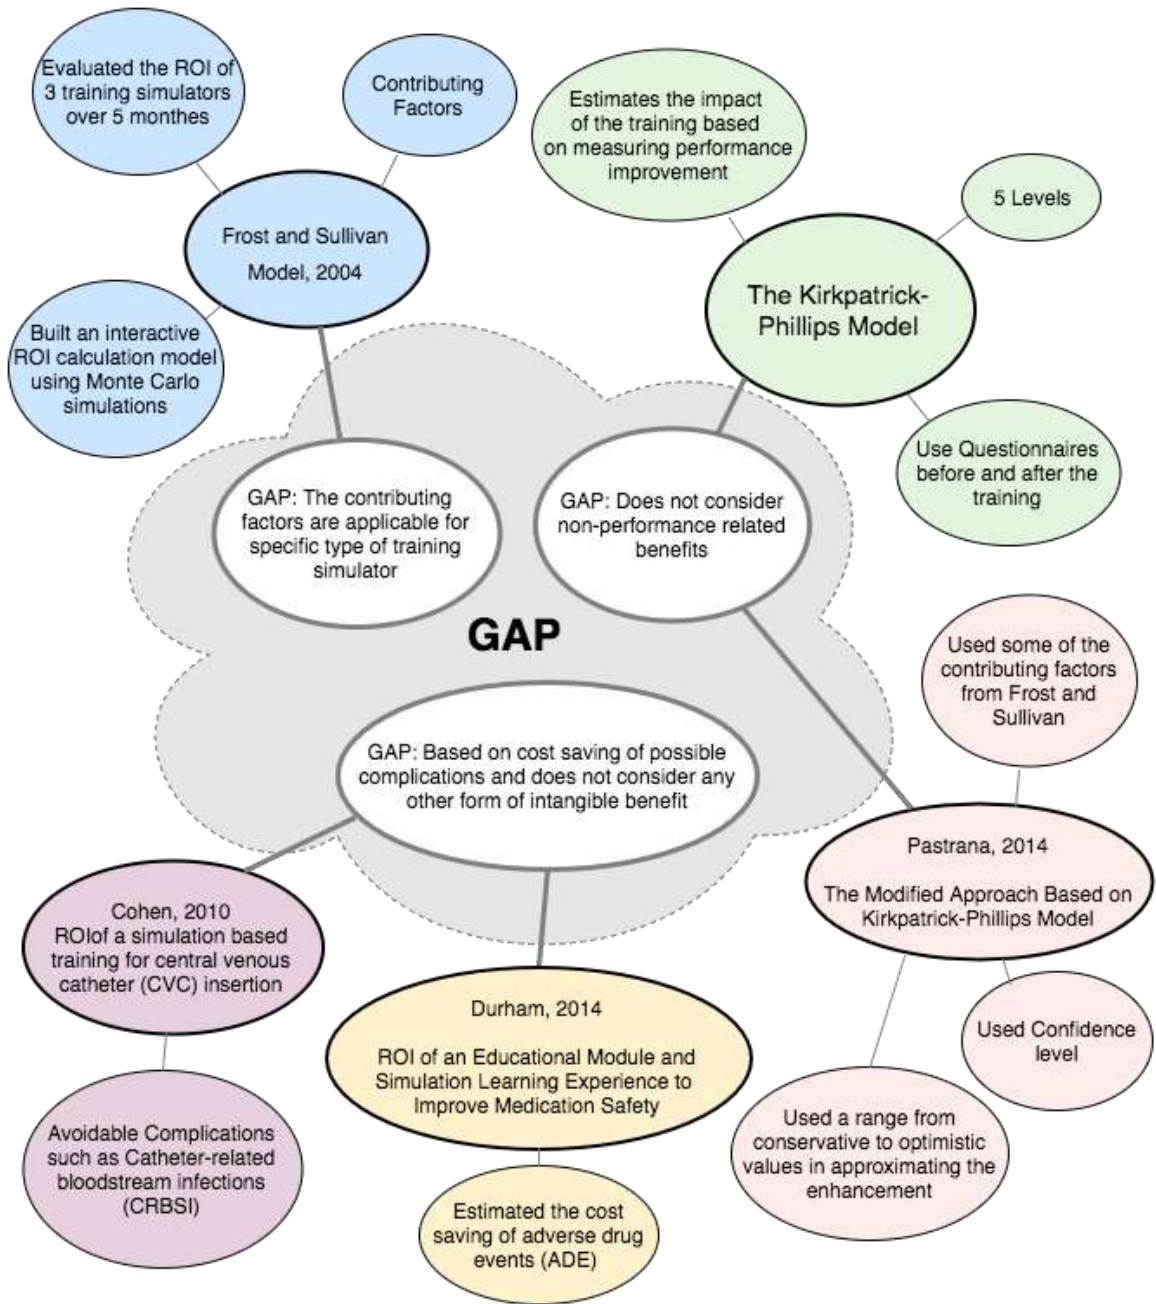 Evaluated the ROI of
3 training simulators
over 5 monthes
Contributing
Factors
Estimates the impact
of the training based
on measuring performance
improvement
5 Levels
Frost and Sullivan
Model, 2004
The Kirkpatrick-
Phillips Model
Built an interactive
ROI calculation model
using Monte Carlo
simulations
Use Questionnaires
before and after the
training
GAP: The contributing
factors are applicable for
specific type of training
simulator
GAP: Does not consider
non-performance related
benefits
GAP
Used some of the
contributing factors
from Frost and
Sullivan
GAP: Based on cost saving of possible
complications and does not consider any
other form of intangible benefit
Pastrana, 2014
The Modified Approach Based on
Kirkpatrick-Phillips Model
Cohen, 2010
ROIof a simulation based
training for central venous
catheter (CVC) insertion
Durham, 2014
ROI of an Educational Module and
Simulation Learning Experience to
Improve Medication Safety
Used Confidence
level
Avoidable Complications
such as Catheter-related
bloodstream infections
(CRBSI)
Used a range from
conservative to optimistic
values in approximating the
enhancement
Estimated the cost
saving of adverse drug
events (ADE)